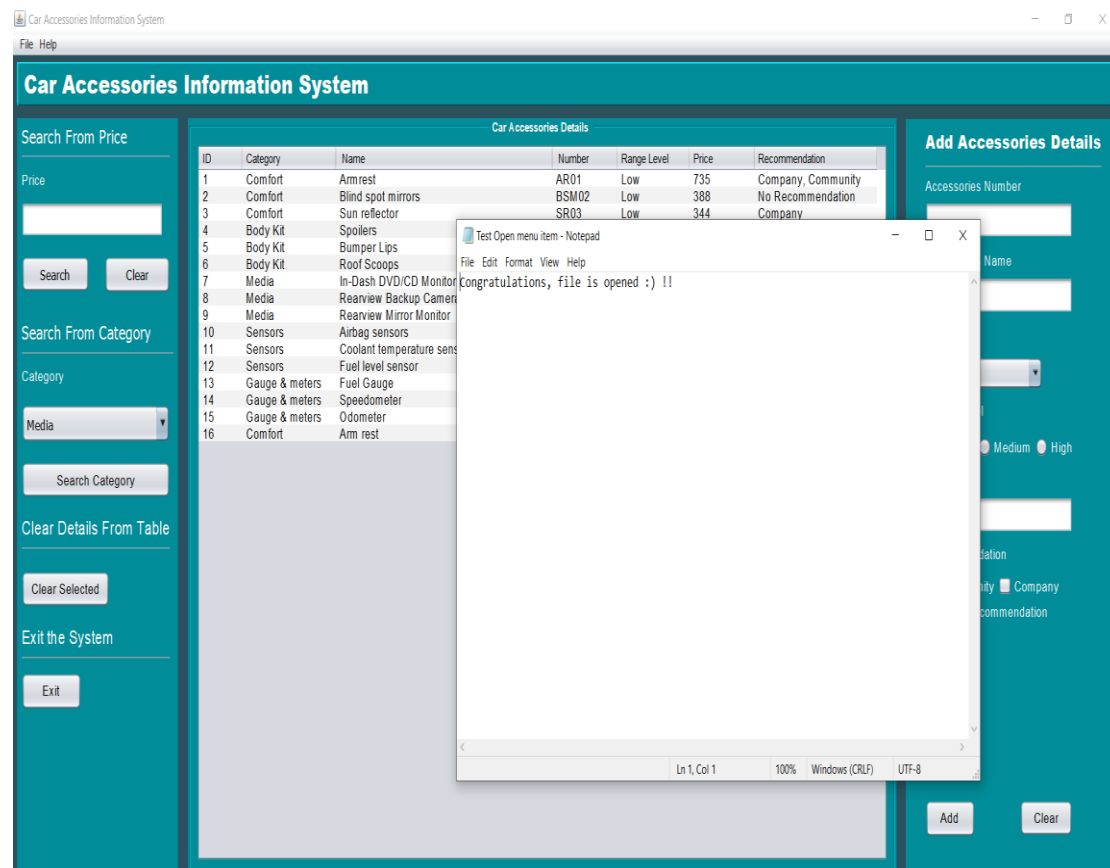 Car Accessories Information System
File Help
Car Accessories Information System
Search From Price
Price
Search Clear
Search From Category
Category
Media
Search Category
Clear Details From Table
Clear Selected
Exit the System
Exit
Car Accessories Details
ID Category Name Number Range Level Price Recommendation
1 Comfort Armrest AR01 Low 735 Company, Community
2 Comfort Blind spot mirrors BSM02 Low 388 No Recommendation
3 Comfort Sun reflector SR03 Low 344 Company
4 Body Kit Spoilers
5 Body Kit Bumper Lips
6 Body Kit Roof Scoops
7 Media In-Dash DVD/CD Monitor
8 Media Rearview Backup Camera
9 Media Rearview Mirror Monitor
10 Sensors Airbag sensors
11 Sensors Coolant temperature sens
12 Sensors Fuel level sensor
13 Gauge & meters Fuel Gauge
14 Gauge & meters Speedometer
15 Gauge & meters Odometer
16 Comfort Arm rest
Test Open menu item - Notepad
File Edit Format View Help
Congratulations, file is opened :) !!
Ln 1, Col 1 100% Windows (CRLF) UTF-8
Add Accessories Details
Accessories Number
Name
Medium High
dation
nity Company
commendation
Add Clear